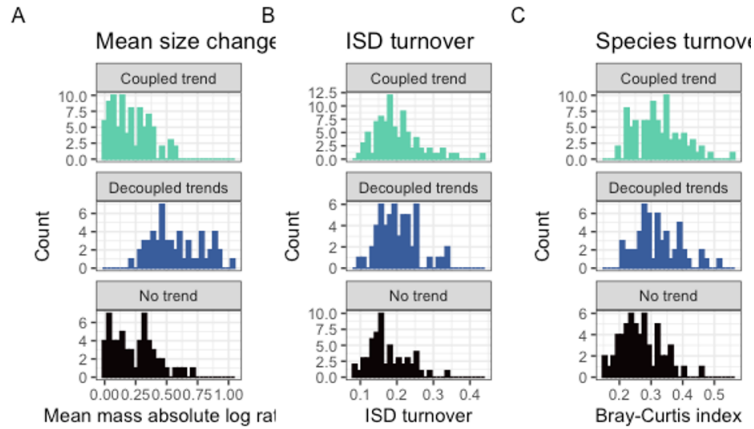 A
Mean size change
Coupled trend
10.0
7.5
5.0
2.5
0.0
Decoupled trends
6
4
2
0
Count
No trend
6
4
2
0
0.00 0.25 0.50 0.75 1.00
Mean mass absolute log rat
B
ISD turnover
Coupled trend
12.5
10.0
7.5
5.0
2.5
0.0
Decoupled trends
6
4
2
0
Count
No trend
10.0
7.5
5.0
2.5
0.0
0.1 0.2 0.3 0.4
ISD turnover
C
Species turnove
Coupled trend
10.0
7.5
5.0
2.5
0.0
Decoupled trends
6
4
2
0
Count
No trend
6
4
2
0
0.2 0.3 0.4 0.5
Bray-Curtis index